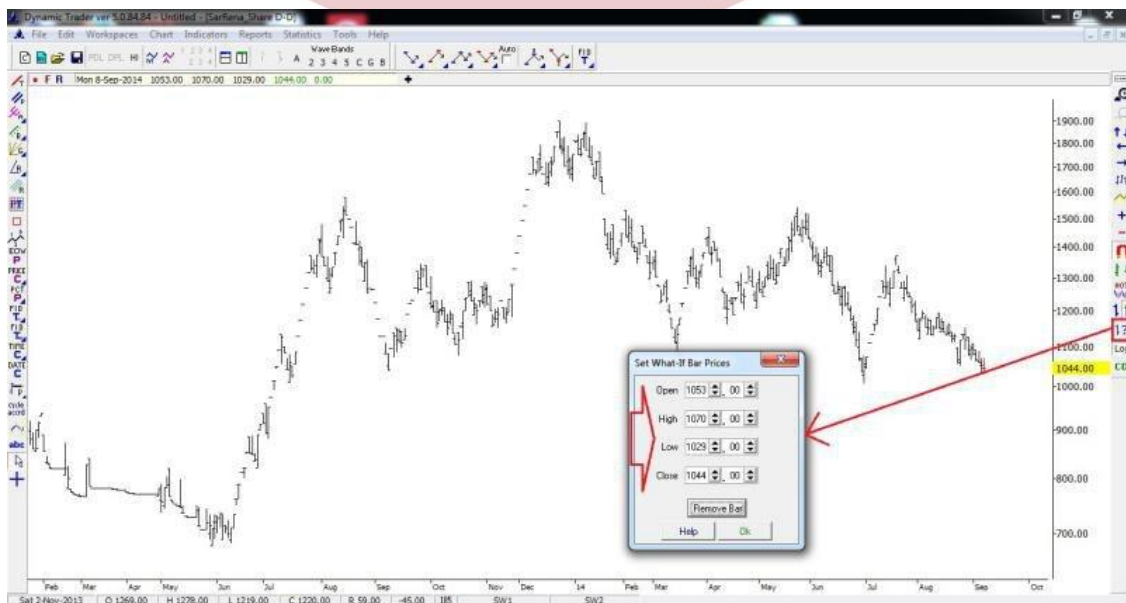 Dynamic Trader ver 5.0.84.84 - Untitled - [SarRena_Share D-D]
File Edit Workspaces Chart Indicators Reports Statistics Tools Help
Wave Bands
A 2 3 4 5 C G B
Auto
FIB
T
F R Mon 8-Sep-2014 1053.00 1070.00 1029.00 1044.00 0.00
1900.00
1800.00
1700.00
1600.00
1500.00
1400.00
1300.00
1200.00
1100.00
1044.00
1000.00
900.00
800.00
700.00
PT
abc
Set What-If Bar Prices
Open 1053 . 00
High 1070 . 00
Low 1029 . 00
Close 1044 . 00
Remove Bar
Help Ok
Feb Mar Apr May Jun Jul Aug Sep Oct Nov Dec 14 Feb Mar Apr May Jun Jul Aug Sep Oct
Sat 2-Nov-2013 O 1269.00 H 1278.00 L 1219.00 C 1220.00 R 59.00 -45.00 185 SW1 SW2